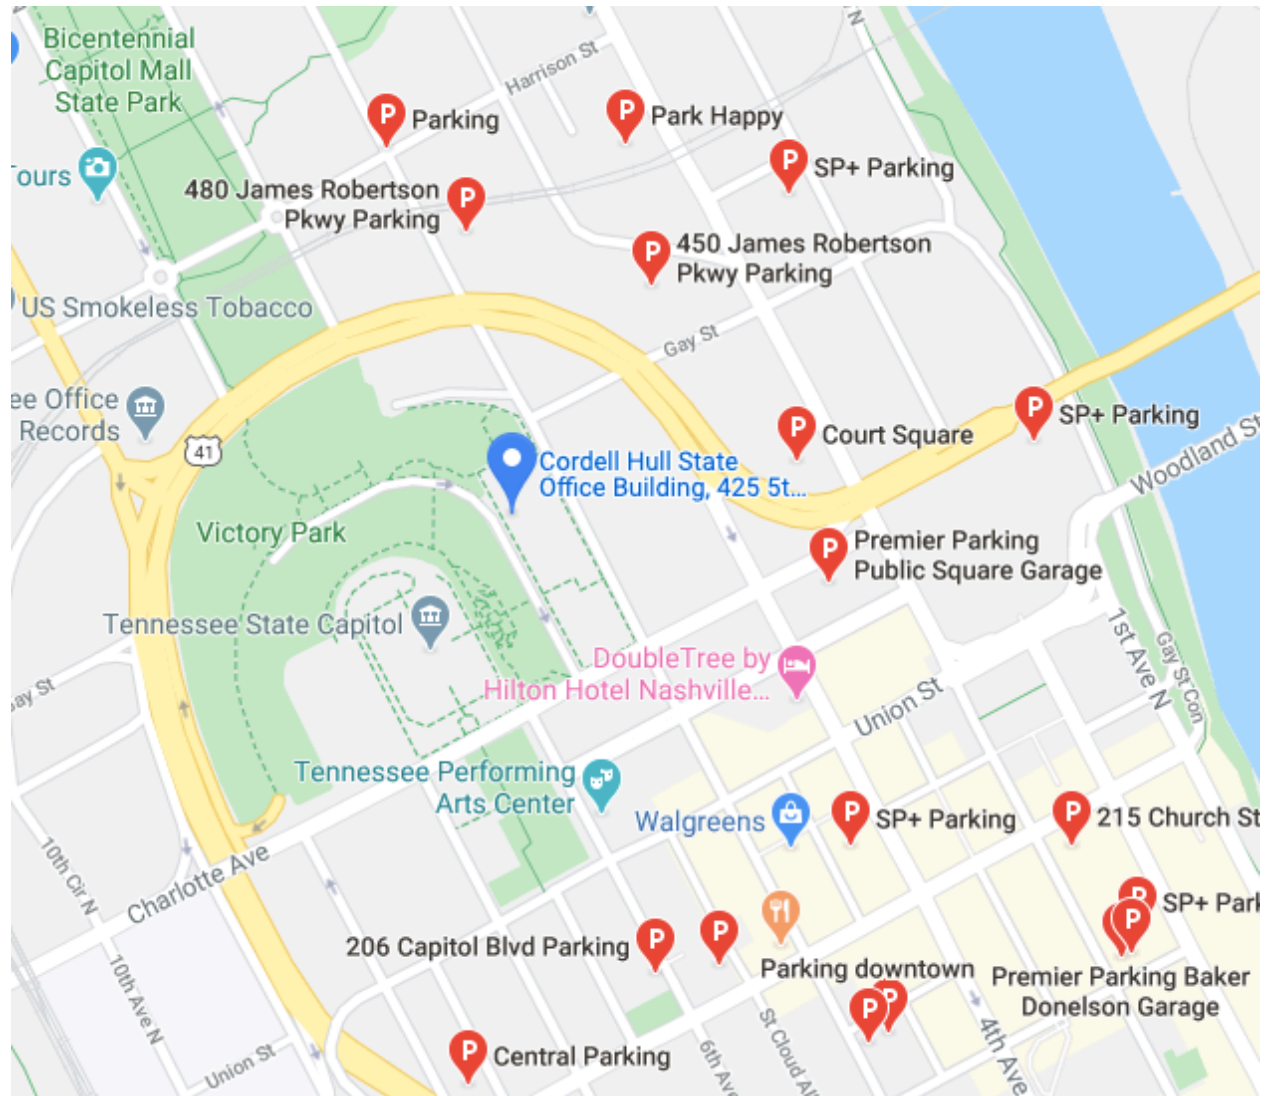 Bicentennial
Capitol Mall
State Park
Harrison St
N
P Parking
P Park Happy
P SP+ Parking
Tours
480 James Robertson
Pkwy Parking P
P 450 James Robertson
Pkwy Parking
US Smokeless Tobacco
Gay St
ee Office
Records
41
P Court Square
P SP+ Parking
Woodland St
Cordell Hull State
Office Building, 425 5t...
Victory Park
P Premier Parking
Public Square Garage
Tennessee State Capitol
1st Ave N
Gay St Con
DoubleTree by
Hilton Hotel Nashville...
ay St
Union St
Tennessee Performing
Arts Center
Walgreens
P SP+ Parking
P 215 Church St
10th Cir N
Charlotte Ave
P SP+ Park
P
206 Capitol Blvd Parking P
P
Parking downtown
P P
Premier Parking Baker
Donelson Garage
10th Ave N
Union St
P Central Parking
6th Ave
St Cloud Al
4th Ave